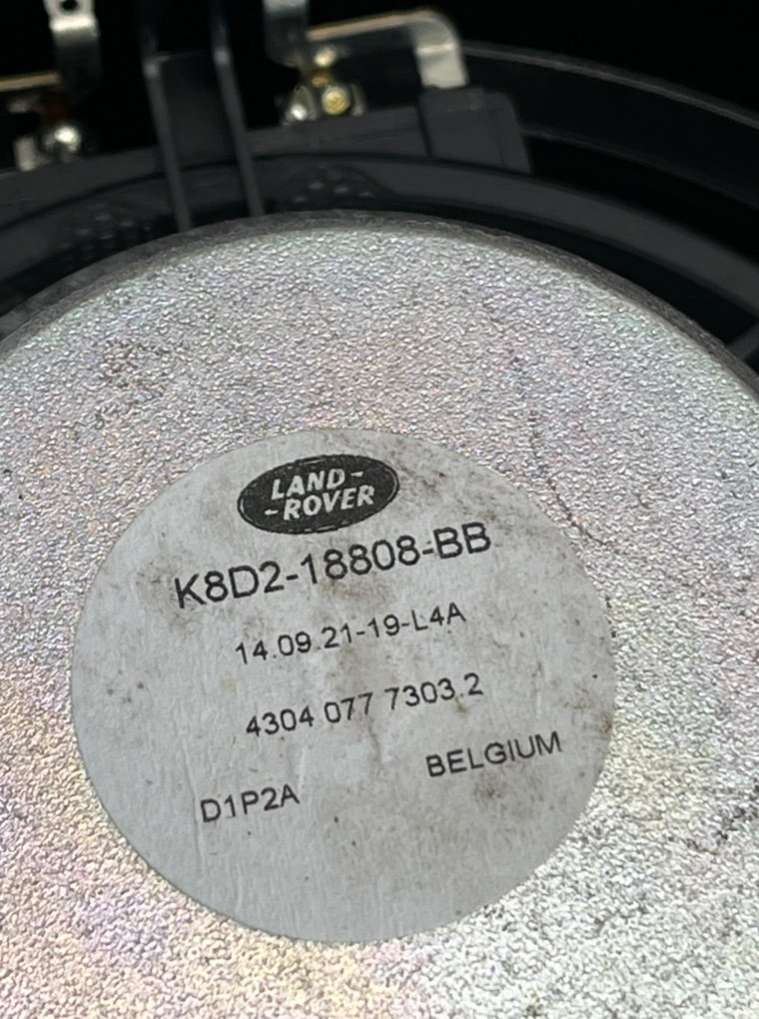 LAND-
-ROVER
K8D2-18808-BB
14.09.21-19-L4A
4304 077 7303.2
D1P2A BELGIUM